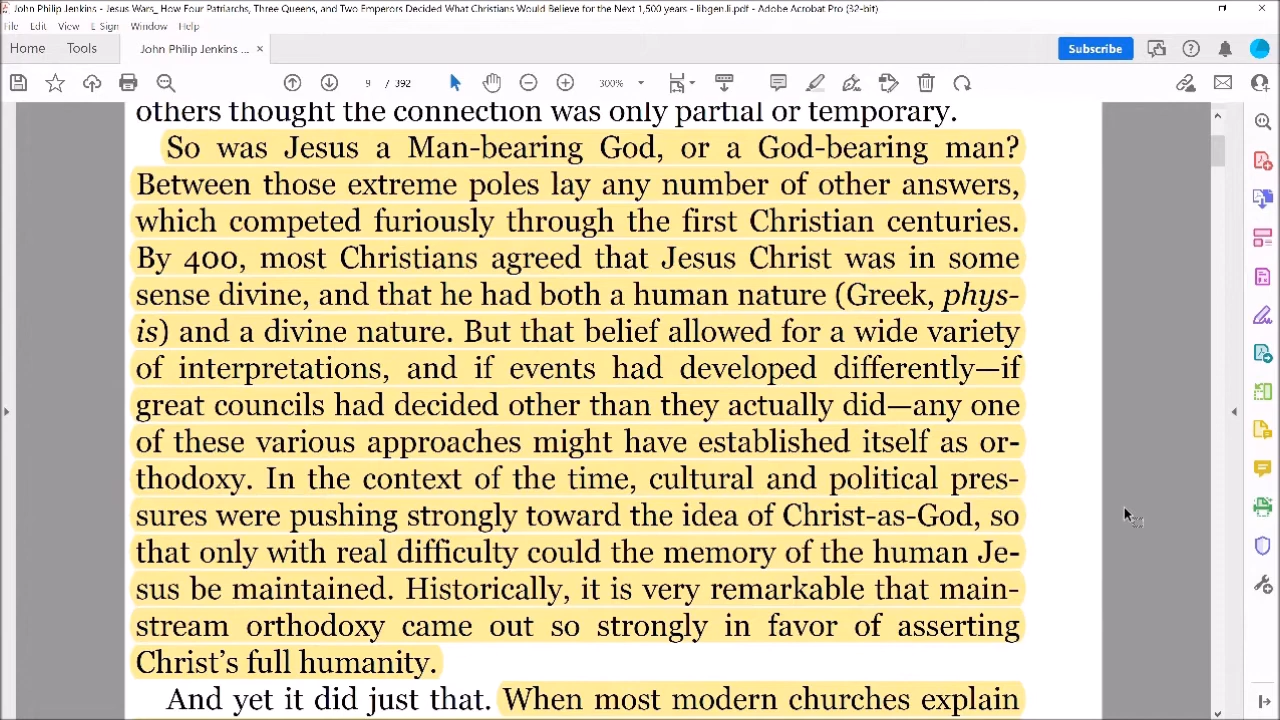 John Philip Jenkins - Jesus Wars_ How Four Patriarchs, Three Queens, and Two Emperors Decided What Christians Would Believe for the Next 1,500 years - libgen.li.pdf - Adobe Acrobat Pro (32-bit)
File Edit View E Sign Window Help
Home Tools John Philip Jenkins ... × Subscribe
9 / 392 300%
others thought the connection was only partial or temporary.
So was Jesus a Man-bearing God, or a God-bearing man?
Between those extreme poles lay any number of other answers,
which competed furiously through the first Christian centuries.
By 400, most Christians agreed that Jesus Christ was in some
sense divine, and that he had both a human nature (Greek, phys-
is) and a divine nature. But that belief allowed for a wide variety
of interpretations, and if events had developed differently—if
great councils had decided other than they actually did—any one
of these various approaches might have established itself as or-
thodoxy. In the context of the time, cultural and political pres-
sures were pushing strongly toward the idea of Christ-as-God, so
that only with real difficulty could the memory of the human Je-
sus be maintained. Historically, it is very remarkable that main-
stream orthodoxy came out so strongly in favor of asserting
Christ's full humanity.
And yet it did just that. When most modern churches explain